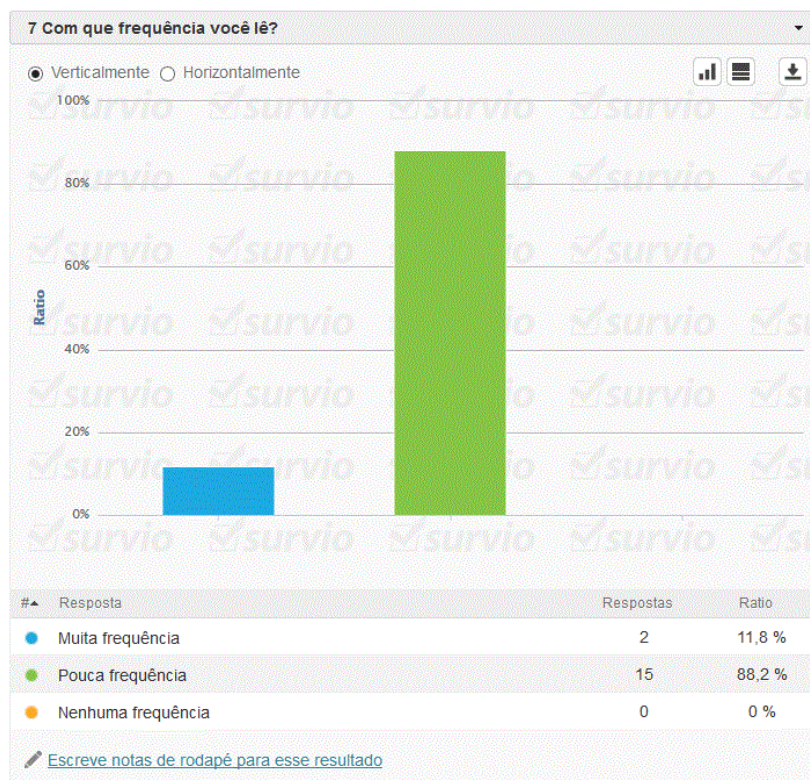 7 Com que frequência você lê?
Verticalmente Horizontalmente
100%
80%
60%
40%
20%
0%
Ratio
survio
# Resposta Respostas Ratio
Muita frequência 2 11,8 %
Pouca frequência 15 88,2 %
Nenhuma frequência 0 0 %
Escreve notas de rodapé para esse resultado